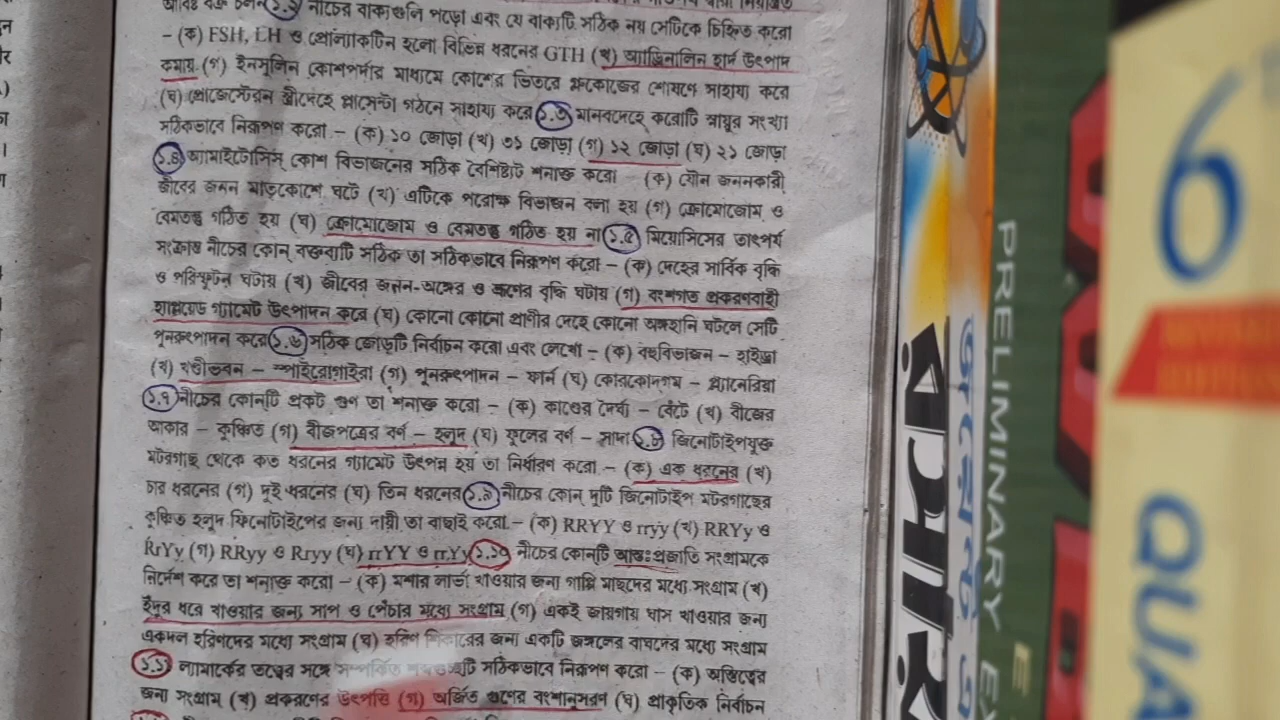 ১.২ নীচের বাক্যগুলি পড়ো এবং যে বাক্যটি সঠিক নয় সেটিকে চিহ্নিত করো
– (ক) FSH, LH ও প্রোল্যাকটিন হলো বিভিন্ন ধরনের GTH (খ) অ্যাড্রিনালিন হার্দ উৎপাদ
কমায় (গ) ইনসুলিন কোশপর্দার মাধ্যমে কোশের ভিতরে গ্লুকোজের শোষণে সাহায্য করে
(ঘ) প্রোজেস্টেরন স্ত্রীদেহে প্লাসেন্টা গঠনে সাহায্য করে ১.৩ মানবদেহে করোটি স্নায়ুর সংখ্যা
সঠিকভাবে নিরূপণ করো – (ক) ১০ জোড়া (খ) ৩১ জোড়া (গ) ১২ জোড়া (ঘ) ২১ জোড়া
১.৪ অ্যামাইটোসিস্ কোশ বিভাজনের সঠিক বৈশিষ্ট্যটি শনাক্ত করো – (ক) যৌন জননকারী
জীবের জনন মাতৃকোশে ঘটে (খ) এটিকে পরোক্ষ বিভাজন বলা হয় (গ) ক্রোমোজোম ও
বেমতন্তু গঠিত হয় (ঘ) ক্রোমোজোম ও বেমতন্তু গঠিত হয় না ১.৫ মিয়োসিসের তাৎপর্য
সংক্রান্ত নীচের কোন্ বক্তব্যটি সঠিক তা সঠিকভাবে নিরূপণ করো – (ক) দেহের সার্বিক বৃদ্ধি
ও পরিস্ফুটন ঘটায় (খ) জীবের জনন-অঙ্গের ও ভ্রূণের বৃদ্ধি ঘটায় (গ) বংশগত প্রকরণবাহী
হ্যাপ্লয়েড গ্যামেট উৎপাদন করে (ঘ) কোনো কোনো প্রাণীর দেহে কোনো অঙ্গহানি ঘটলে সেটি
পুনরুৎপাদন করে ১.৬ সঠিক জোড়টি নির্বাচন করো এবং লেখো – (ক) বহুবিভাজন – হাইড্রা
(খ) খণ্ডীভবন – স্পাইরোগাইরা (গ) পুনরুৎপাদন – ফার্ন (ঘ) কোরকোদগম – প্ল্যানেরিয়া
১.৭ নীচের কোনটি প্রকট গুণ তা শনাক্ত করো – (ক) কাণ্ডের দৈর্ঘ্য – বেঁটে (খ) বীজের
আকার – কুঞ্চিত (গ) বীজপত্রের বর্ণ – হলুদ (ঘ) ফুলের বর্ণ – সাদা ১.৮ জিনোটাইপযুক্ত
মটরগাছ থেকে কত ধরনের গ্যামেট উৎপন্ন হয় তা নির্ধারণ করো – (ক) এক ধরনের (খ)
চার ধরনের (গ) দুই ধরনের (ঘ) তিন ধরনের ১.৯ নীচের কোন্ দুটি জিনোটাইপ মটরগাছের
কুঞ্চিত হলুদ ফিনোটাইপের জন্য দায়ী তা বাছাই করো – (ক) RRYY ও rryy (খ) RRYy ও
RrYy (গ) RRyy ও Rryy (ঘ) rrYY ও rrYy ১.১০ নীচের কোনটি আন্তঃপ্রজাতি সংগ্রামকে
নির্দেশ করে তা শনাক্ত করো – (ক) মশার লার্ভা খাওয়ার জন্য গাপ্পি মাছদের মধ্যে সংগ্রাম (খ)
ইঁদুর ধরে খাওয়ার জন্য সাপ ও পেঁচার মধ্যে সংগ্রাম (গ) একই জায়গায় ঘাস খাওয়ার জন্য
একদল হরিণদের মধ্যে সংগ্রাম (ঘ) হরিণ শিকারের জন্য একটি জঙ্গলের বাঘদের মধ্যে সংগ্রাম
১.১১ ল্যামার্কের তত্ত্বের সঙ্গে সম্পর্কিত সঠিকভাবে নিরূপণ করো – (ক) অস্তিত্বের
জন্য সংগ্রাম (খ) প্রকরণের উৎপত্তি (গ) অর্জিত গুণের বংশানুসরণ (ঘ) প্রাকৃতিক নির্বাচন
PRELIMINARY
QUA